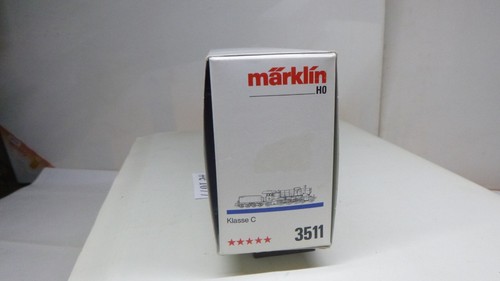 märklin
HO
Klasse C
★★★★★ 3511